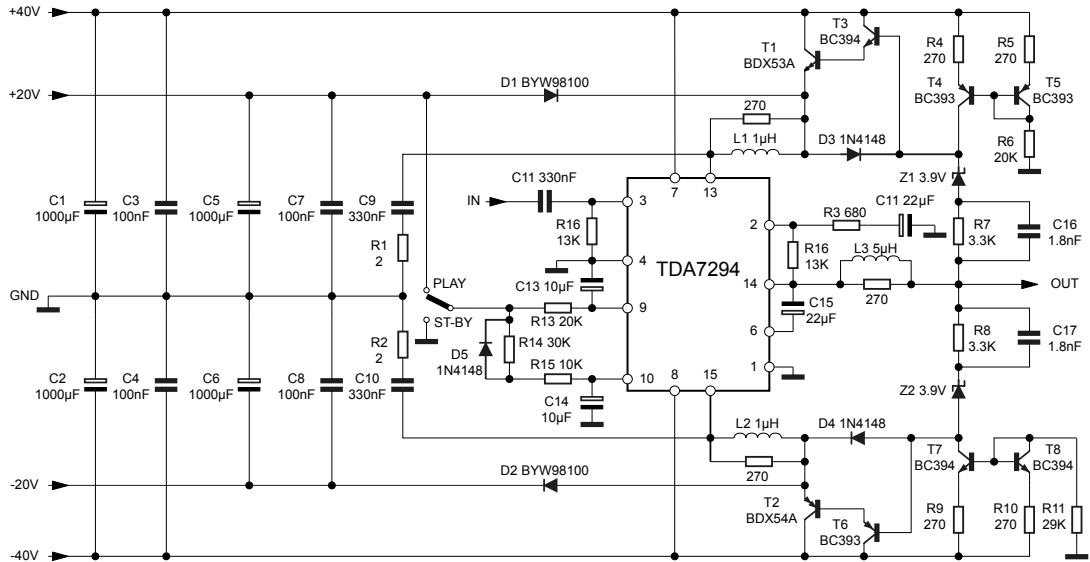 +40V
T3
BC394
T1
BDX53A
R4
270
R5
270
T4
BC393
T5
BC393
+20V
D1 BYW98100
270
L1 1µH
D3 1N4148
R6
20K
C1
1000µF
C3
100nF
C5
1000µF
C7
100nF
C9
330nF
C11 330nF
IN
3
7
13
Z1 3.9V
R16
13K
2
R3 680
C11 22µF
R7
3.3K
C16
1.8nF
R1
2
4
TDA7294
R16
13K
L3 5µH
14
270
OUT
GND
PLAY
ST-BY
C13 10µF
9
R13 20K
C15
22µF
6
R2
2
R14 30K
D5
1N4148
R15 10K
10
8
15
1
R8
3.3K
C17
1.8nF
C2
1000µF
C4
100nF
C6
1000µF
C8
100nF
C10
330nF
C14
10µF
Z2 3.9V
L2 1µH
D4 1N4148
270
T7
BC394
T8
BC394
-20V
D2 BYW98100
T2
BDX54A
T6
BC393
R9
270
R10
270
R11
29K
-40V